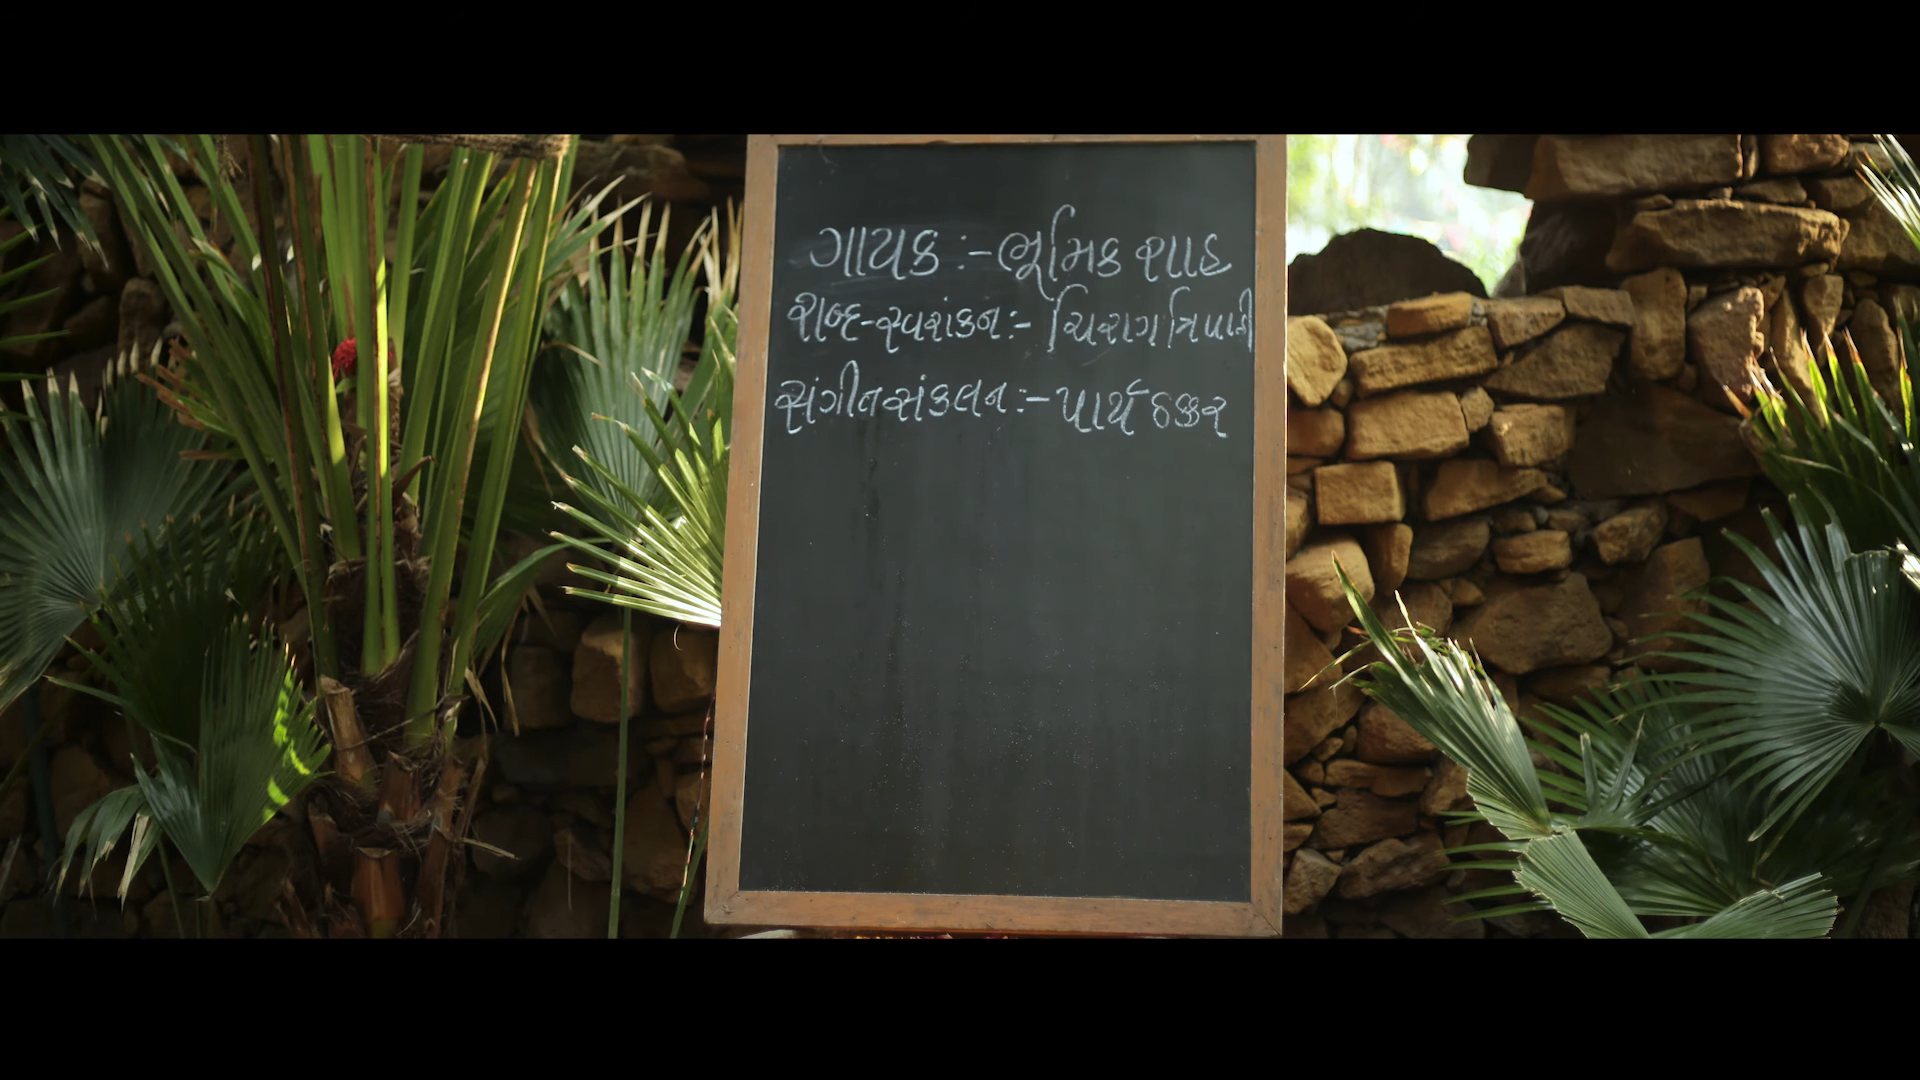 ગાયક :- ભૂમિક શાહ
શબ્દ-સ્વરાંકન :- ચિરાગ ત્રિપાઠી
સંગીત સંકલન :- પાર્થ ઠક્કર